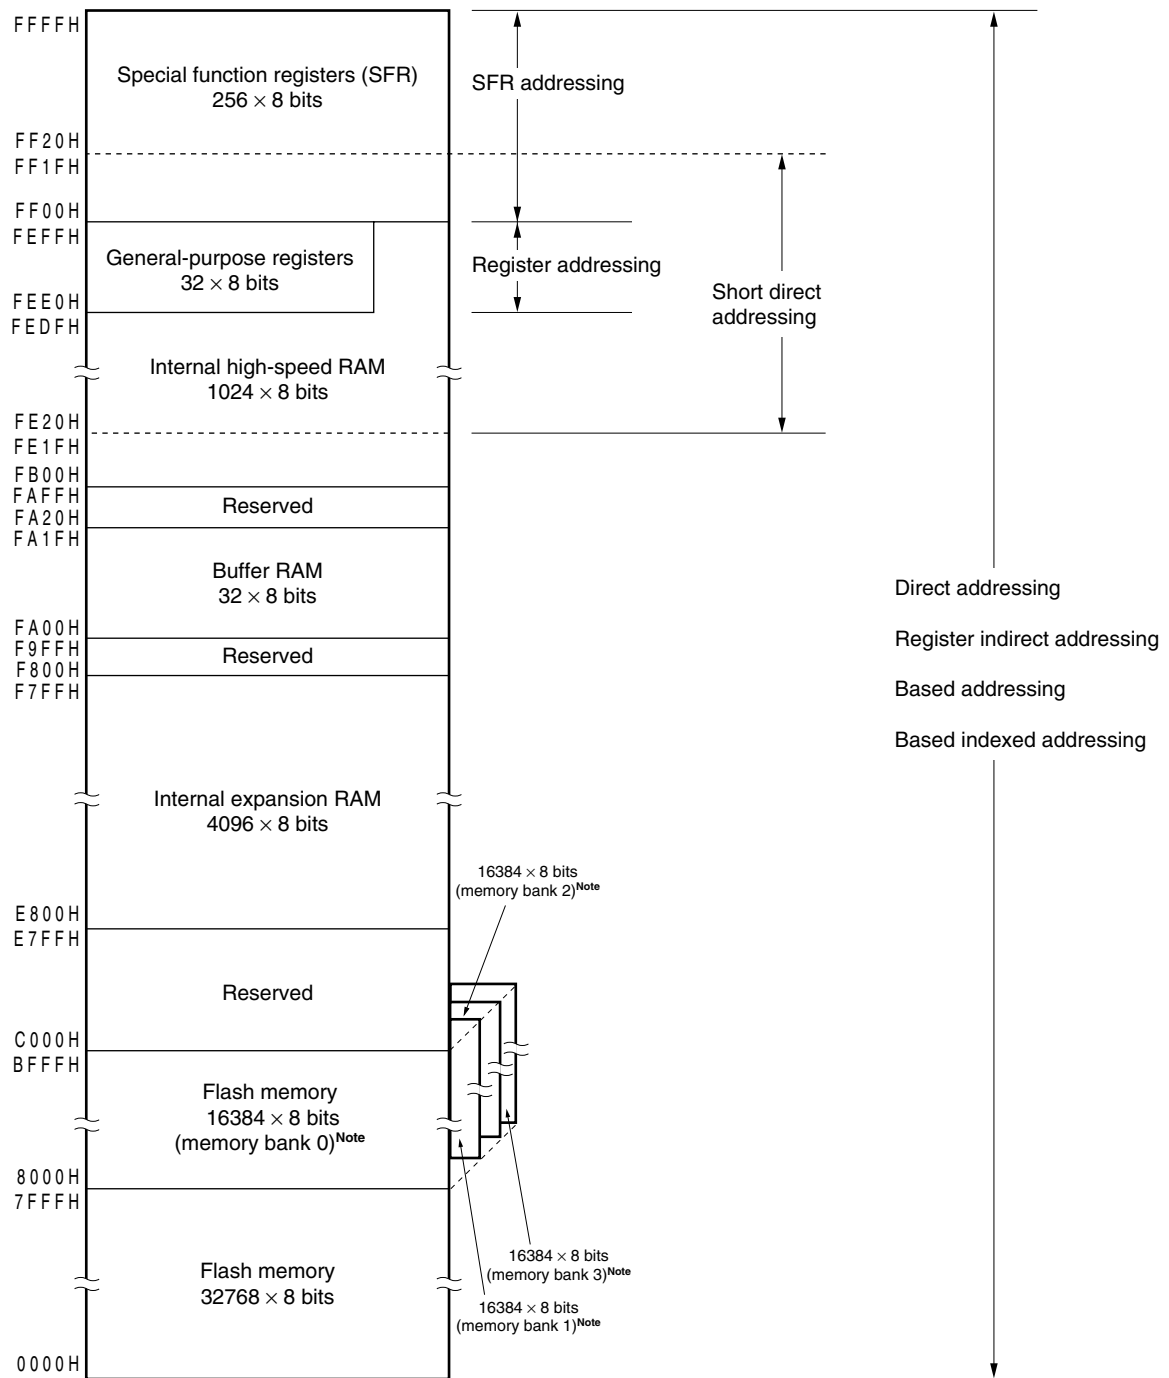 FFFFH
Special function registers (SFR)
256 × 8 bits
SFR addressing
FF20H
FF1FH
FF00H
FEFFH
General-purpose registers
32 × 8 bits
Register addressing
Short direct
addressing
FEE0H
FEDFH
Internal high-speed RAM
1024 × 8 bits
FE20H
FE1FH
FB00H
FAFFH
Reserved
FA20H
FA1FH
Buffer RAM
32 × 8 bits
Direct addressing
FA00H
F9FFH
Reserved
Register indirect addressing
F800H
F7FFH
Based addressing
Based indexed addressing
Internal expansion RAM
4096 × 8 bits
16384 × 8 bits
(memory bank 2)Note
E800H
E7FFH
Reserved
C000H
BFFFH
Flash memory
16384 × 8 bits
(memory bank 0)Note
8000H
7FFFH
16384 × 8 bits
(memory bank 3)Note
Flash memory
32768 × 8 bits
16384 × 8 bits
(memory bank 1)Note
0000H